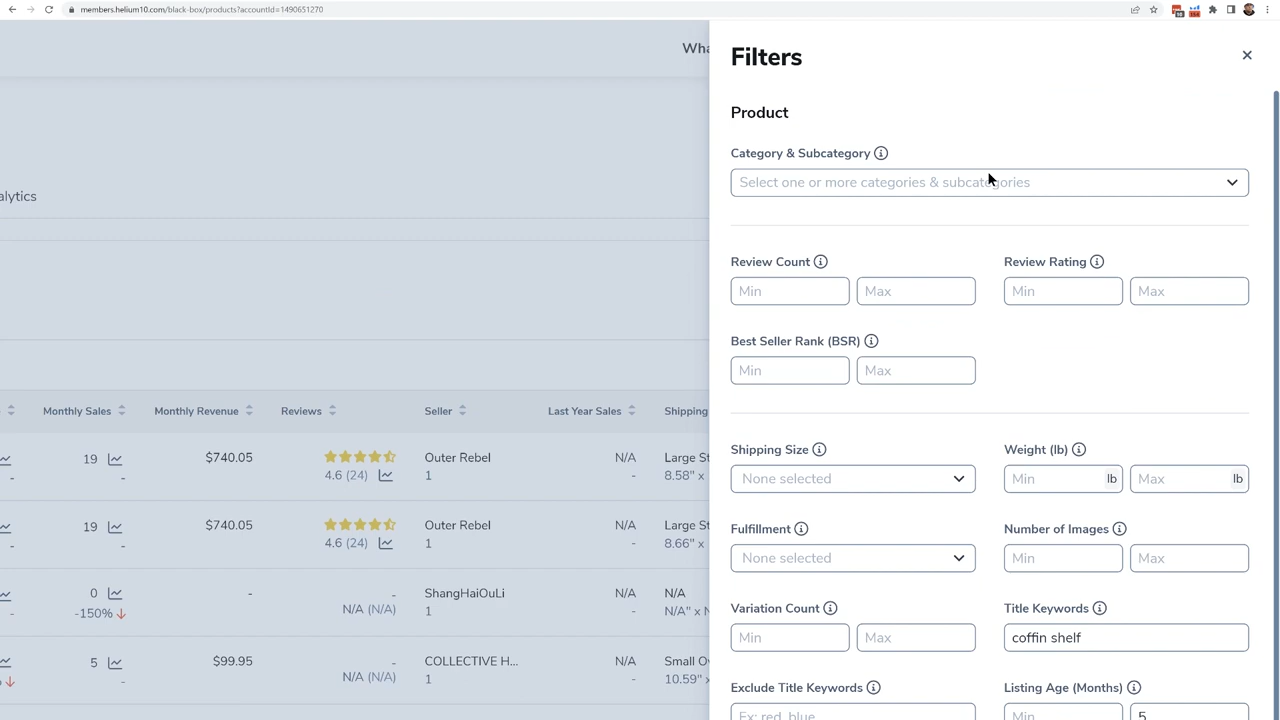 members.helium10.com/black-box/products?accountId=1490651270
Wha
Filters
Product
alytics
Category & Subcategory
Select one or more categories & subcategories
Review Count
Review Rating
Min Max Min Max
Best Seller Rank (BSR)
Min Max
Monthly Sales Monthly Revenue Reviews Seller Last Year Sales Shipping
Shipping Size
Weight (lb)
None selected
Min lb Max lb
19 $740.05 Outer Rebel N/A Large St
- - 4.6 (24) 1 - 8.58" x
Fulfillment
Number of Images
None selected
Min Max
19 $740.05 Outer Rebel N/A Large St
- - 4.6 (24) 1 - 8.66" x
Variation Count
Title Keywords
Min Max
coffin shelf
0 - - ShangHaiOuLi N/A N/A
-150% N/A (N/A) 1 - N/A" x N
Exclude Title Keywords
Listing Age (Months)
Ex: red, blue
Min 5
5 $99.95 - COLLECTIVE H... N/A Small Ov
- N/A (N/A) 1 - 10.59" x